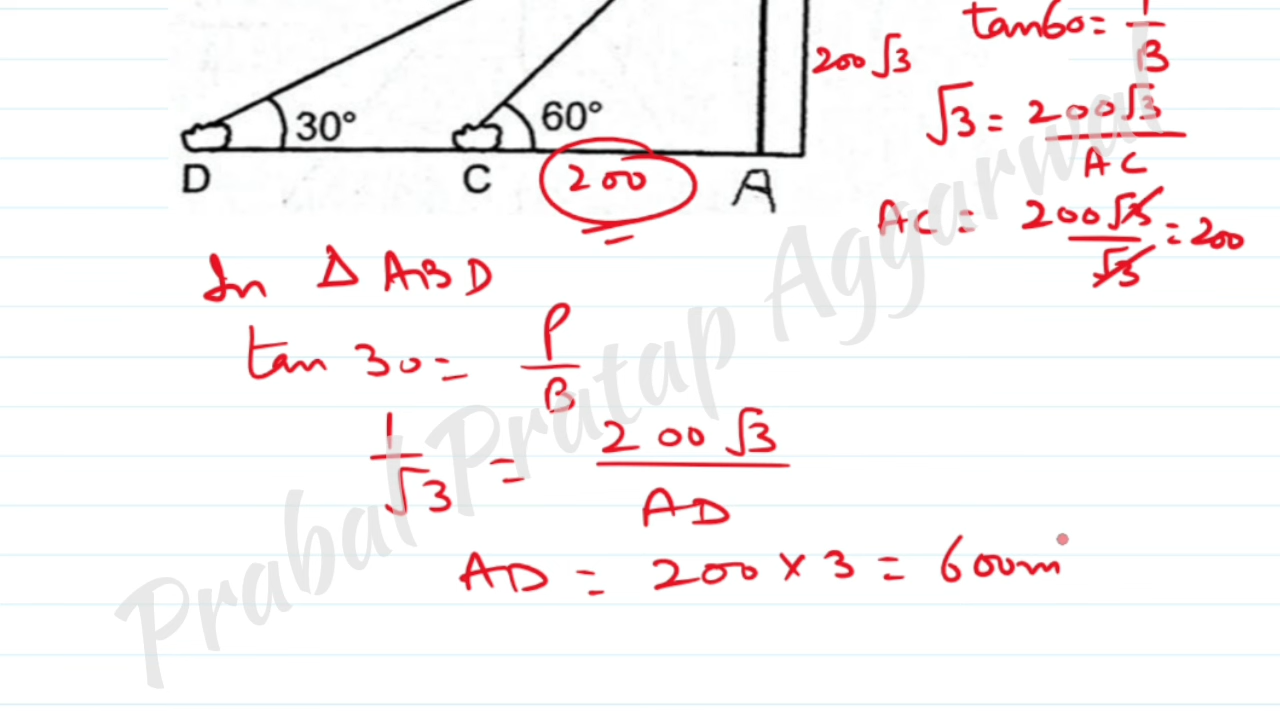 tan60=
B
200√3
√3 = 200√3
AC
30°
60°
D
C
200
A
AC = 200√3 = 200
√3
In Δ ABD
tan 30 = P
B
1 = 200√3
√3
AD
AD = 200 × 3 = 600m
Prabal Pratap Aggarwal